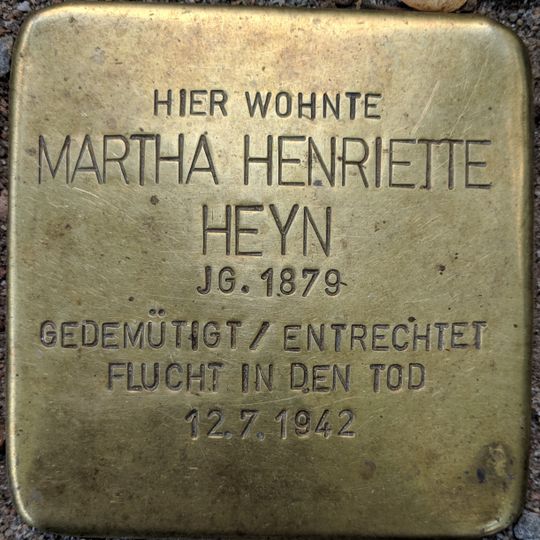 HIER WOHNTE
MARTHA HENRIETTE
HEYN
JG. 1879
GEDEMÜTIGT / ENTRECHTET
FLUCHT IN DEN TOD
12.7.1942